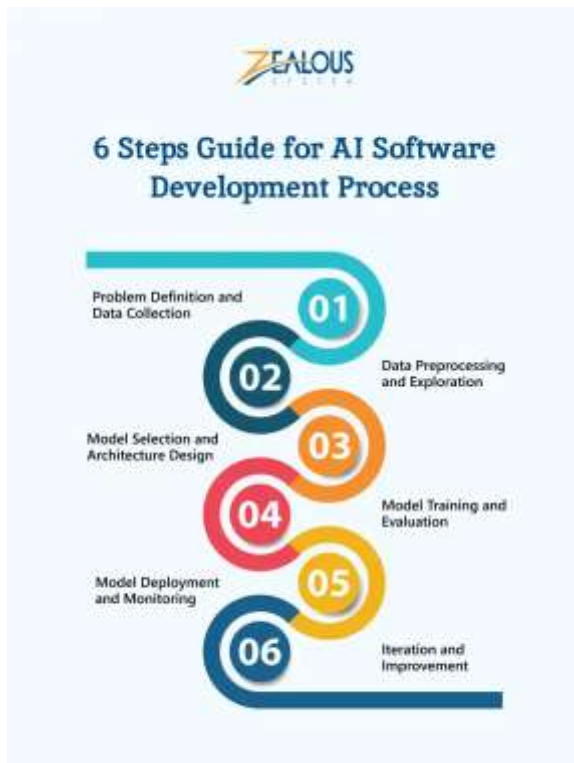 ZEALOUS
SYSTEM
6 Steps Guide for AI Software
Development Process
01
Problem Definition and
Data Collection
02
Data Preprocessing
and Exploration
03
Model Selection and
Architecture Design
04
Model Training and
Evaluation
05
Model Deployment
and Monitoring
06
Iteration and
Improvement